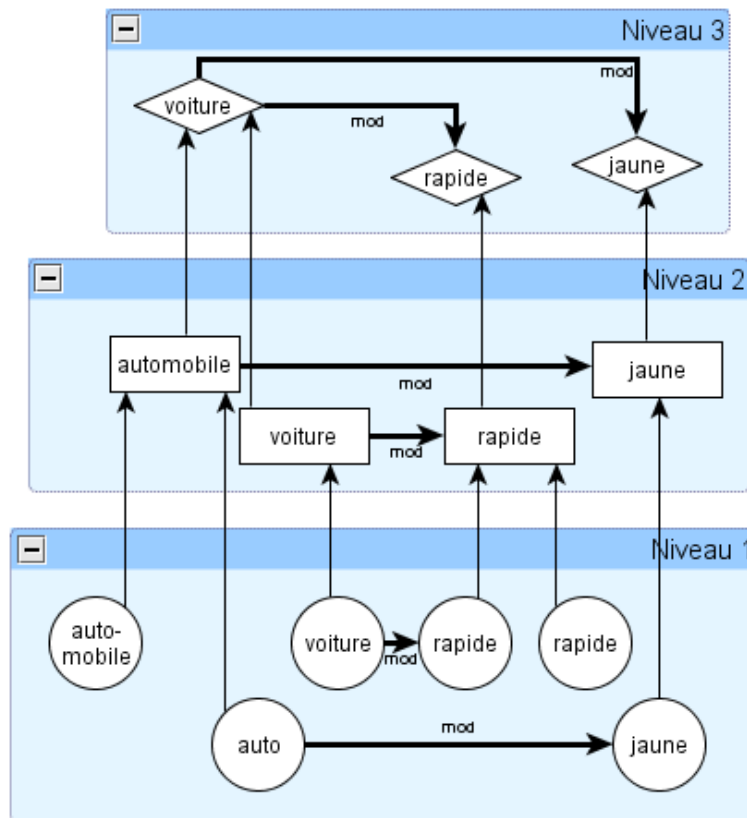 Niveau 3
mod
voiture
mod
rapide
jaune
Niveau 2
automobile
jaune
mod
voiture
rapide
mod
Niveau 1
auto-
mobile
voiture
rapide
rapide
mod
mod
auto
jaune